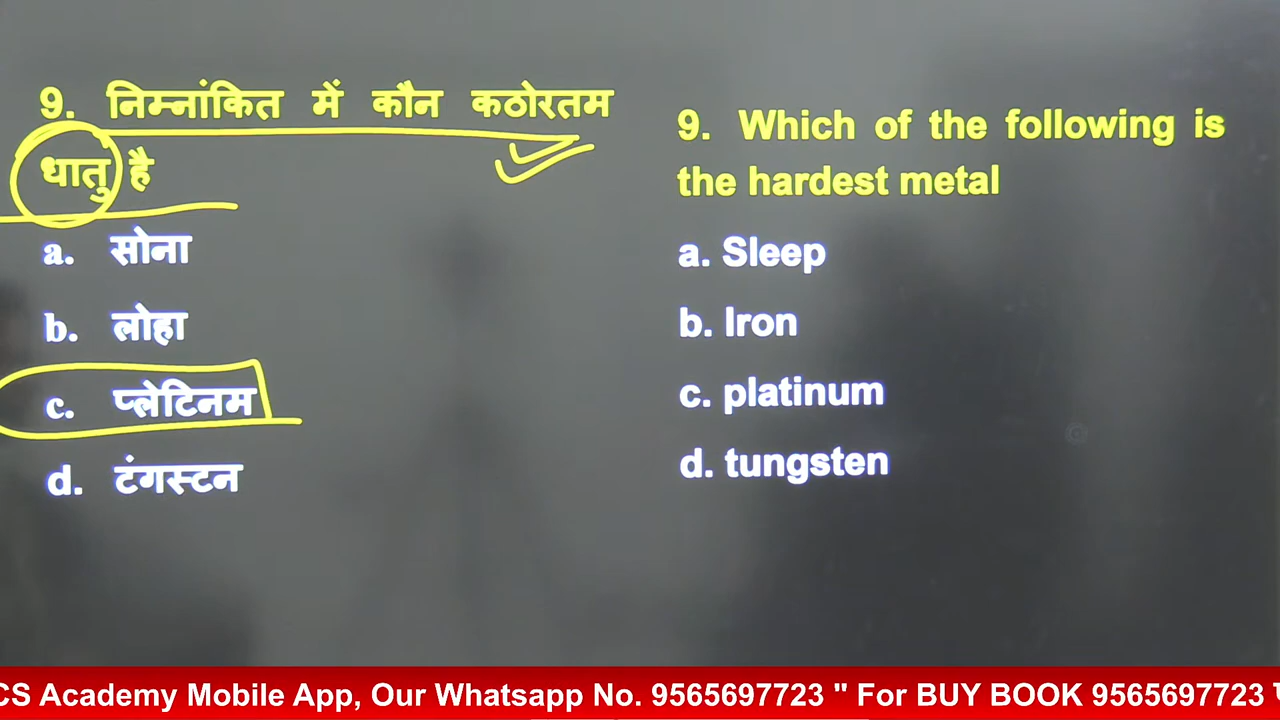 9. निम्नांकित में कौन कठोरतम
धातु है
a. सोना
b. लोहा
c. प्लेटिनम
d. टंगस्टन
9. Which of the following is
the hardest metal
a. Sleep
b. Iron
c. platinum
d. tungsten
CS Academy Mobile App, Our Whatsapp No. 9565697723 " For BUY BOOK 9565697723